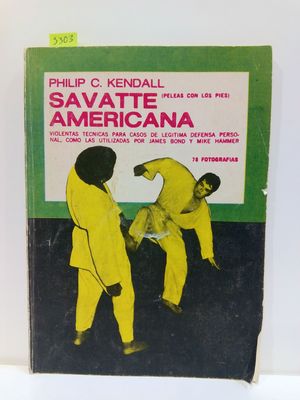 5303
PHILIP C. KENDALL
SAVATTE (PELEAS CON LOS PIES)
AMERICANA
VIOLENTAS TECNICAS PARA CASOS DE LEGITIMA DEFENSA PERSO-
NAL, COMO LAS UTILIZADAS POR JAMES BOND Y MIKE HAMMER
78 FOTOGRAFIAS